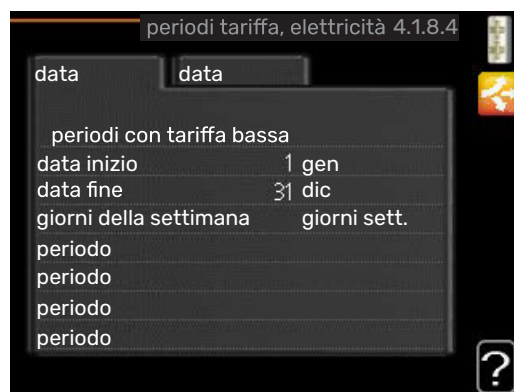 periodi tariffa, elettricità 4.1.8.4
data data
periodi con tariffa bassa
data inizio 1 gen
data fine 31 dic
giorni della settimana giorni sett.
periodo
periodo
periodo
periodo
?